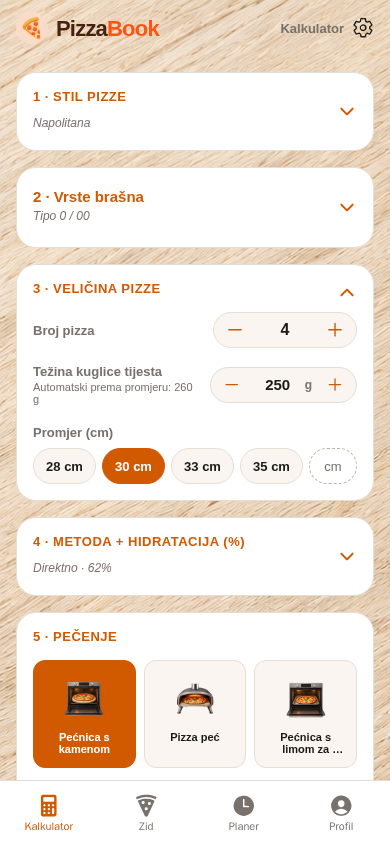 PizzaBook
Kalkulator
1 · STIL PIZZE
Napolitana
2 · Vrste brašna
Tipo 0 / 00
3 · VELIČINA PIZZE
Broj pizza
4
Težina kuglice tijesta
Automatski prema promjeru: 260
g
250 g
Promjer (cm)
28 cm 30 cm 33 cm 35 cm cm
4 · METODA + HIDRATACIJA (%)
Direktno · 62%
5 · PEČENJE
Pećnica s
kamenom
Pizza peć
Pećnica s
limom za ...
Kalkulator Zid Planer Profil